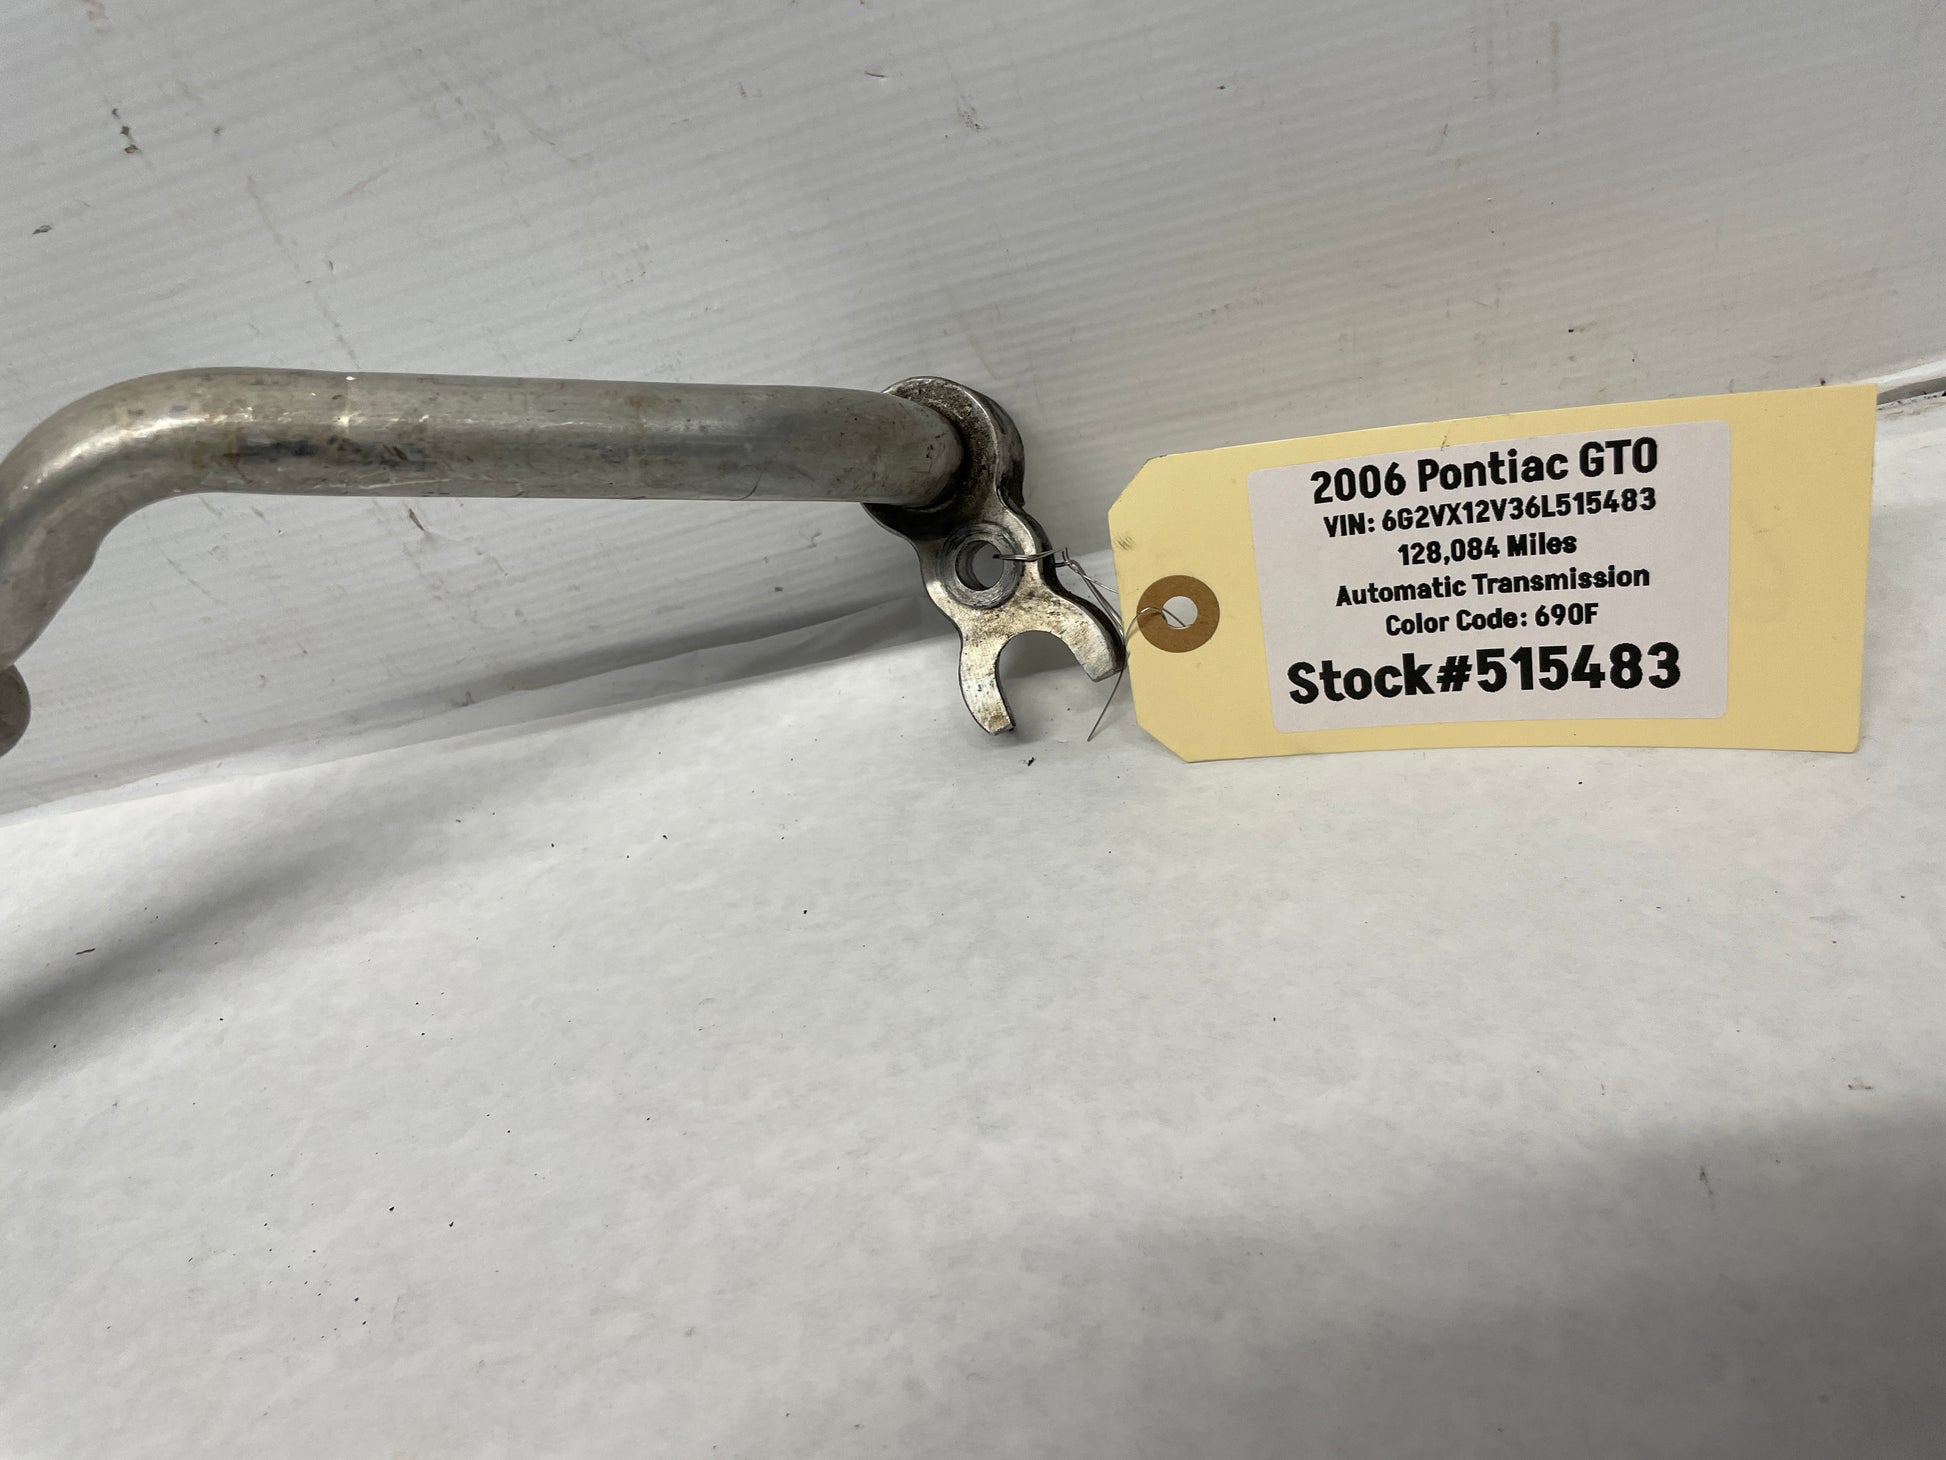 2006 Pontiac GTO
VIN: 6G2VX12V36L515483
128,084 Miles
Automatic Transmission
Color Code: 690F
Stock#515483